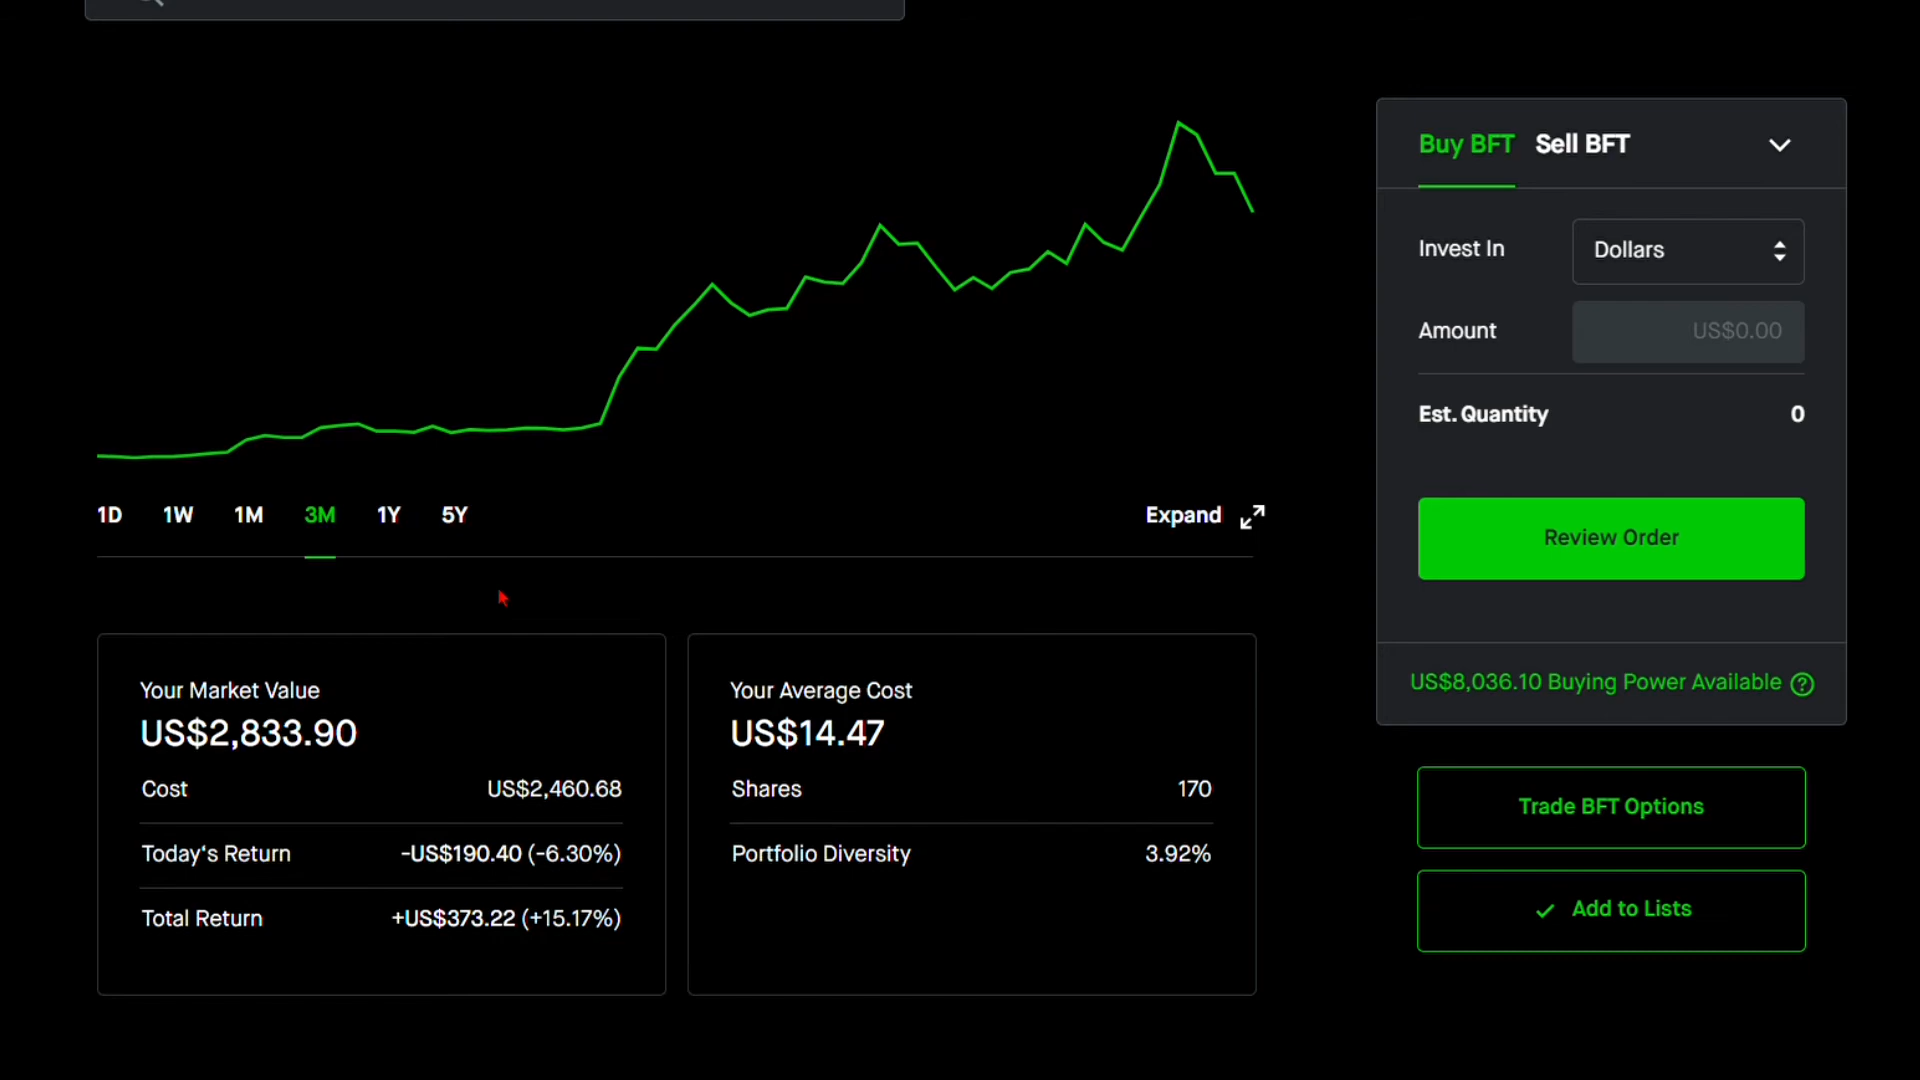 Buy BFT Sell BFT
Invest In Dollars
Amount US$0.00
Est. Quantity 0
Review Order
US$8,036.10 Buying Power Available ?
Trade BFT Options
Add to Lists
1D 1W 1M 3M 1Y 5Y Expand
Your Market Value
US$2,833.90
Cost US$2,460.68
Today's Return -US$190.40 (-6.30%)
Total Return +US$373.22 (+15.17%)
Your Average Cost
US$14.47
Shares 170
Portfolio Diversity 3.92%